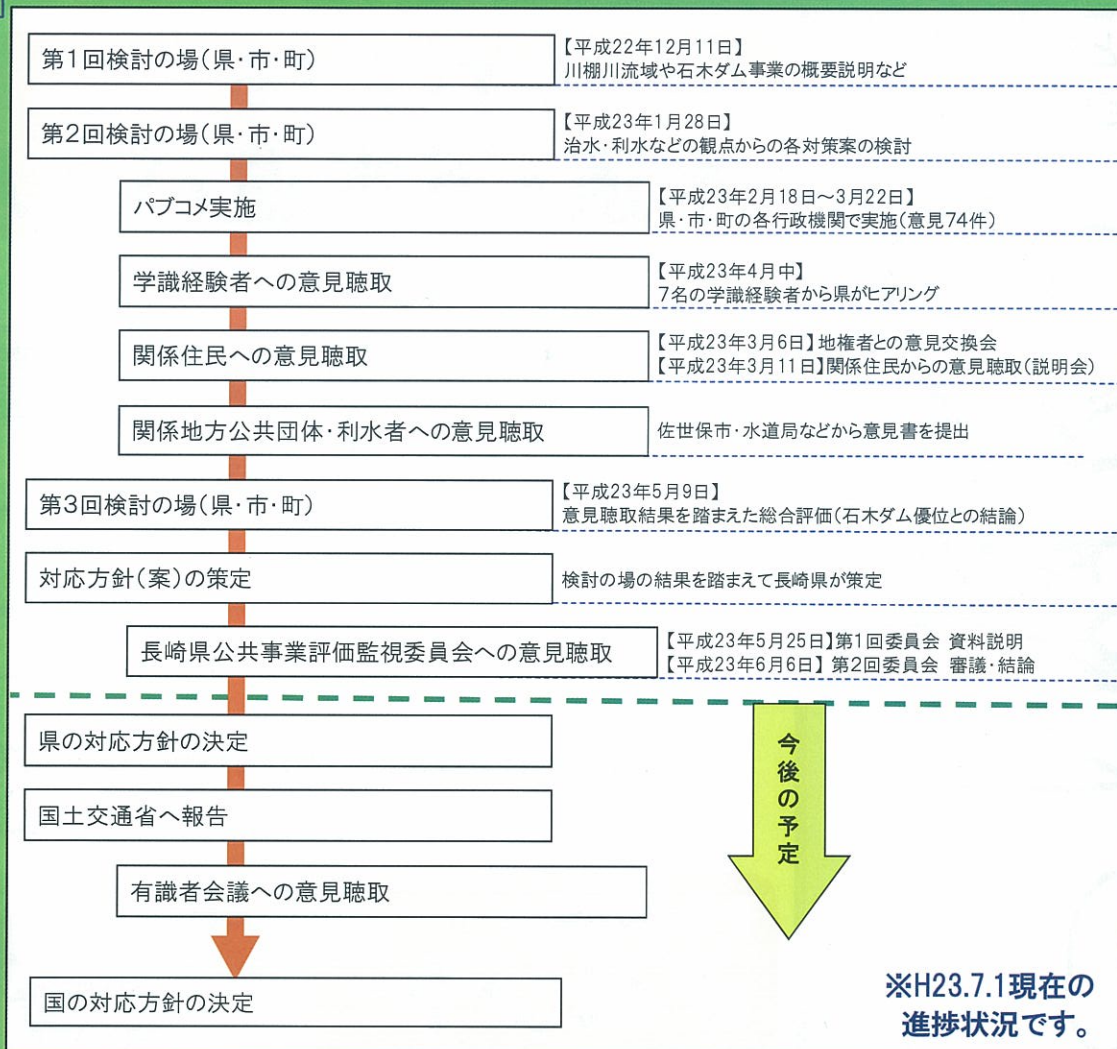 第1回検討の場(県・市・町)
【平成22年12月11日】
川棚川流域や石木ダム事業の概要説明など
第2回検討の場(県・市・町)
【平成23年1月28日】
治水・利水などの観点からの各対策案の検討
パブコメ実施
【平成23年2月18日～3月22日】
県・市・町の各行政機関で実施(意見74件)
学識経験者への意見聴取
【平成23年4月中】
7名の学識経験者から県がヒアリング
関係住民への意見聴取
【平成23年3月6日】地権者との意見交換会
【平成23年3月11日】関係住民からの意見聴取(説明会)
関係地方公共団体・利水者への意見聴取
佐世保市・水道局などから意見書を提出
第3回検討の場(県・市・町)
【平成23年5月9日】
意見聴取結果を踏まえた総合評価(石木ダム優位との結論)
対応方針(案)の策定
検討の場の結果を踏まえて長崎県が策定
長崎県公共事業評価監視委員会への意見聴取
【平成23年5月25日】第1回委員会 資料説明
【平成23年6月6日】 第2回委員会 審議・結論
県の対応方針の決定
今後の予定
国土交通省へ報告
有識者会議への意見聴取
国の対応方針の決定
※H23.7.1現在の
進捗状況です。